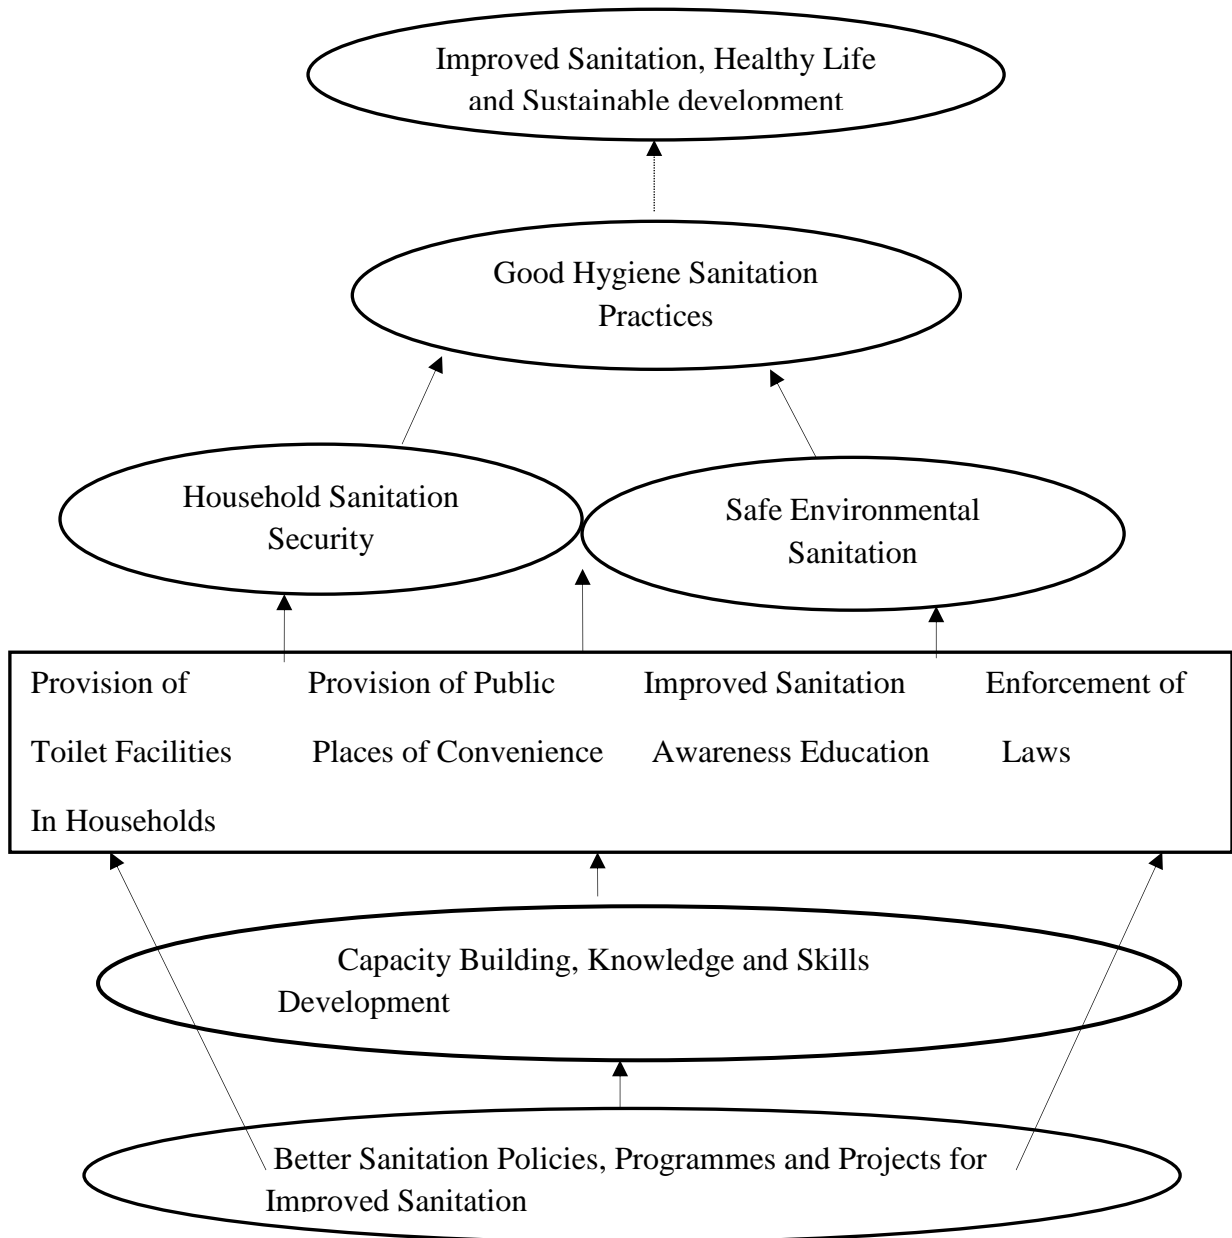 Improved Sanitation, Healthy Life
and Sustainable development
Good Hygiene Sanitation
Practices
Household Sanitation
Security
Safe Environmental
Sanitation
Provision of Provision of Public Improved Sanitation Enforcement of
Toilet Facilities Places of Convenience Awareness Education Laws
In Households
Capacity Building, Knowledge and Skills
Development
Better Sanitation Policies, Programmes and Projects for
Improved Sanitation